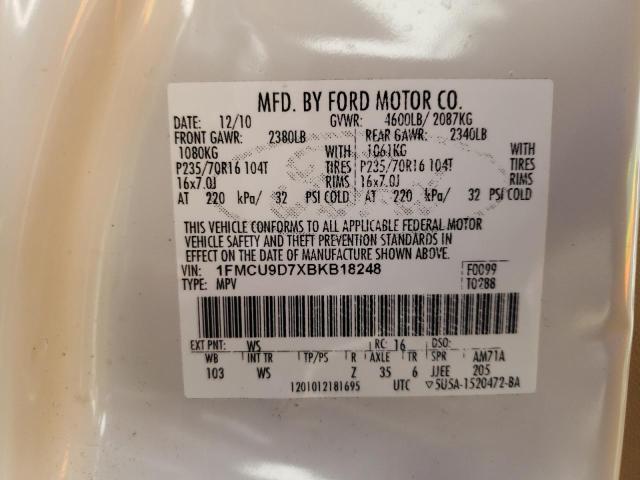 MFD. BY FORD MOTOR CO.
DATE: 12/10 GVWR: 4600LB/ 2087KG
FRONT GAWR: 2380LB REAR GAWR: 2340LB
1080KG WITH 1061KG WITH
P235/70R16 104T TIRES P235/70R16 104T TIRES
16x7.0J RIMS 16x7.0J RIMS
AT 220 kPa/ 32 PSI COLD AT 220 kPa/ 32 PSI COLD
THIS VEHICLE CONFORMS TO ALL APPLICABLE FEDERAL MOTOR
VEHICLE SAFETY AND THEFT PREVENTION STANDARDS IN
EFFECT ON THE DATE OF MANUFACTURE SHOWN ABOVE.
VIN: 1FMCU9D7XBKB18248 F0099
TYPE: MPV T0288
EXT PNT: WS RC: 16 DSO:
WB INT TR TP/PS R AXLE TR SPR AM71A
103 WS Z 35 6 JJEE 205
1201012181695 UTC ▽5U5A-1520472-BA